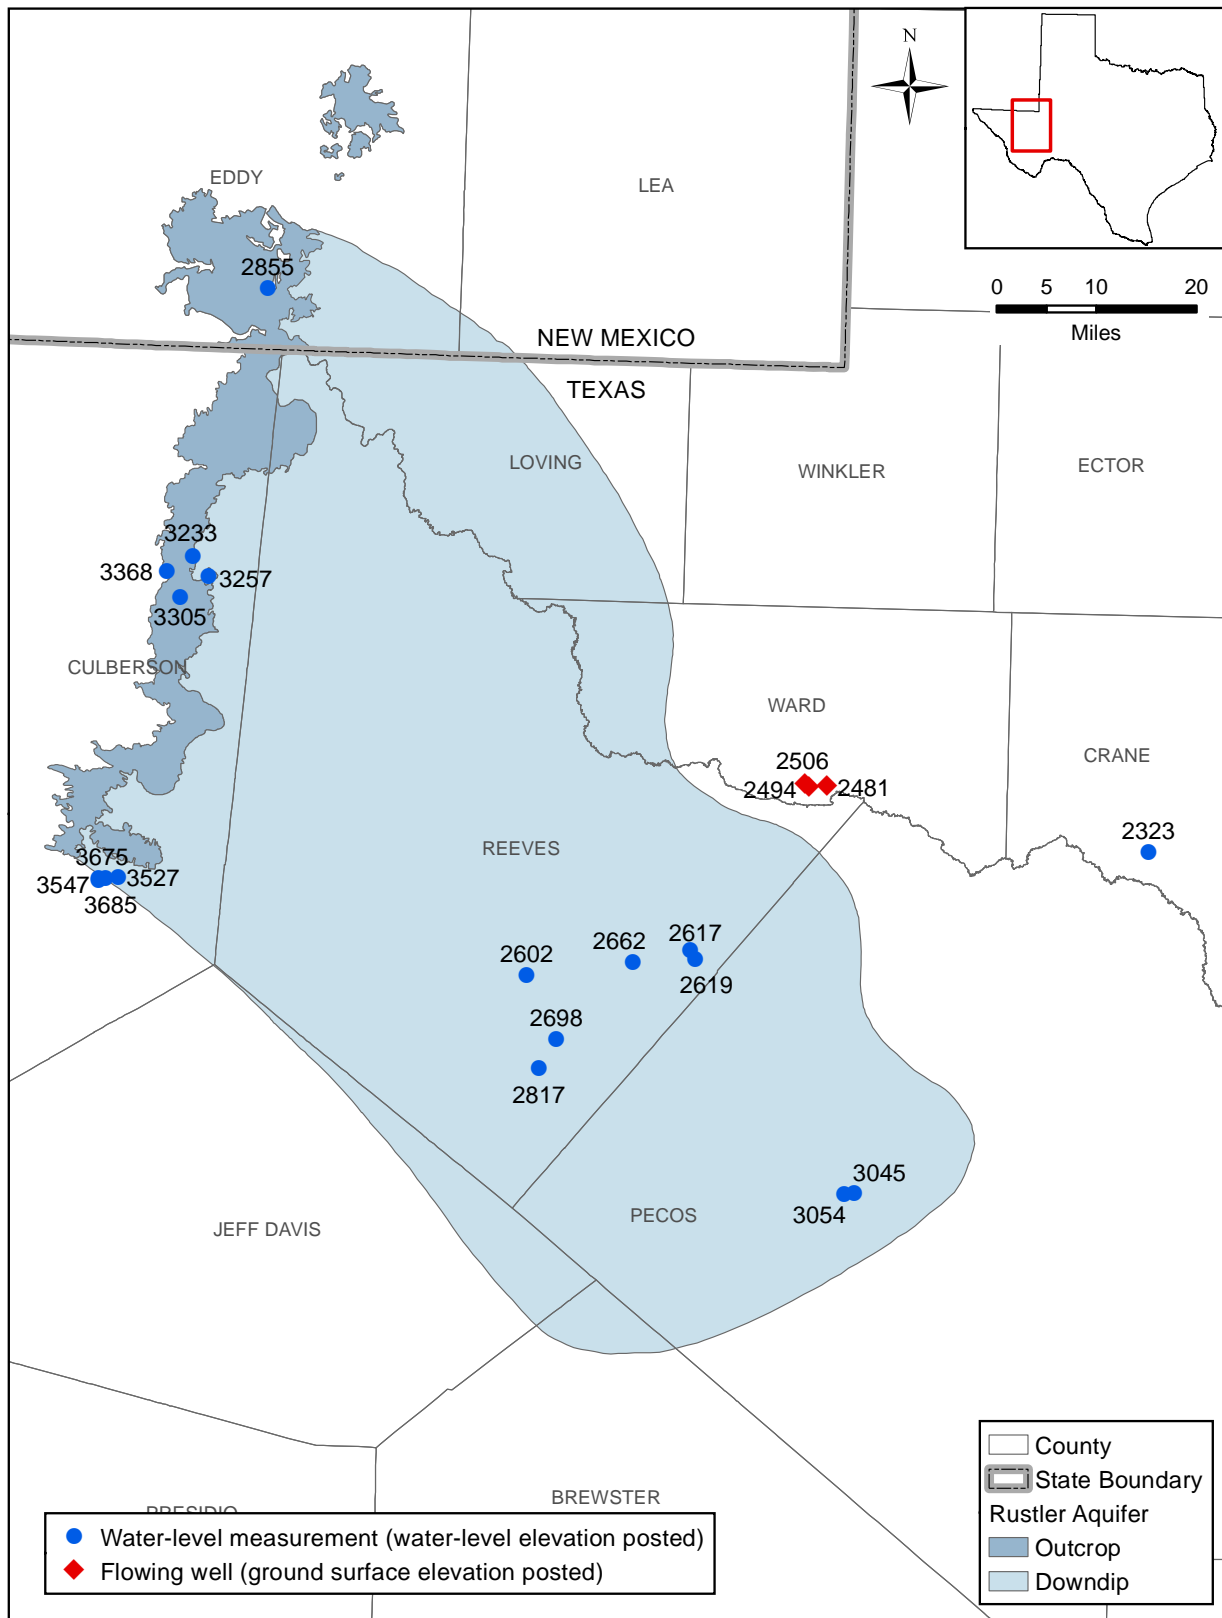 N
EDDY
LEA
2855
0 5 10 20
Miles
NEW MEXICO
TEXAS
LOVING
WINKLER
ECTOR
3233
3368
3257
3305
CULBERSON
WARD
2506
2494
2481
CRANE
2323
REEVES
3675
3547
3527
3685
2602
2662
2617
2619
2698
2817
3045
3054
PECOS
JEFF DAVIS
BREWSTER
PRESIDIO
County
State Boundary
Rustler Aquifer
Outcrop
Downdip
Water-level measurement (water-level elevation posted)
Flowing well (ground surface elevation posted)